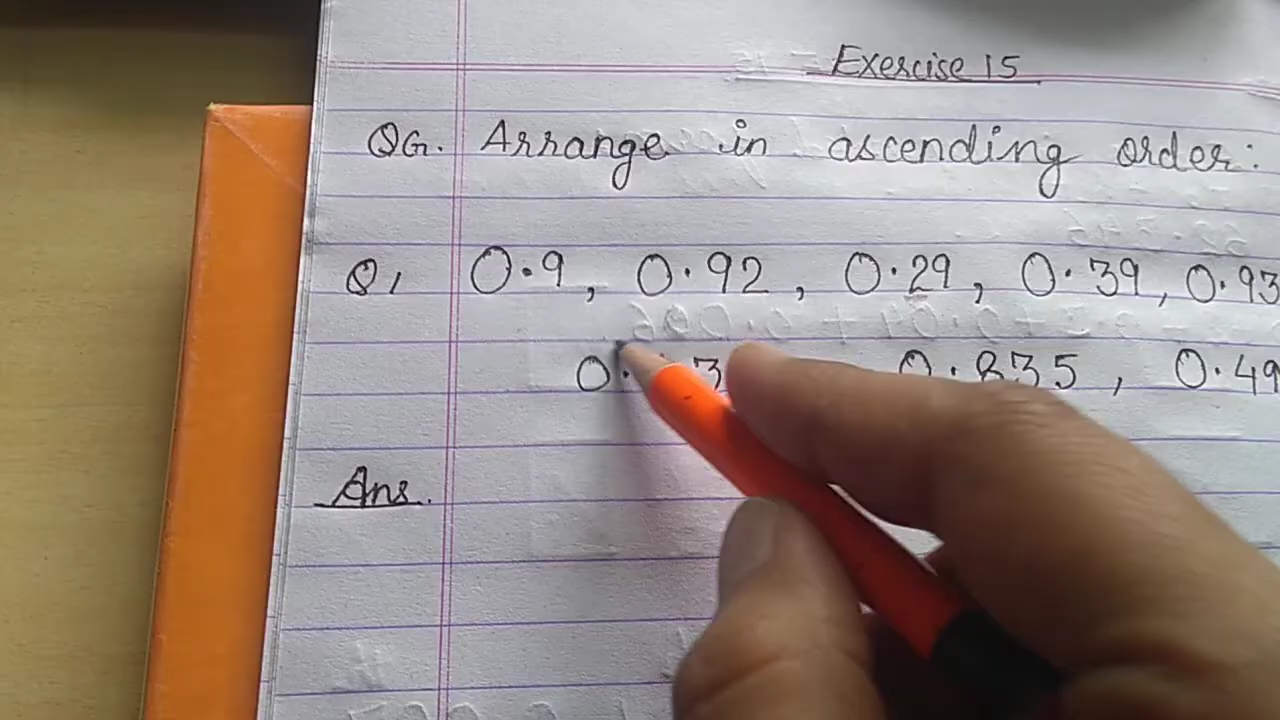 Exercise 15
QG. Arrange in ascending order:
Q1 0.9, 0.92, 0.29, 0.39, 0.93
0.835, 0.49
Ans.